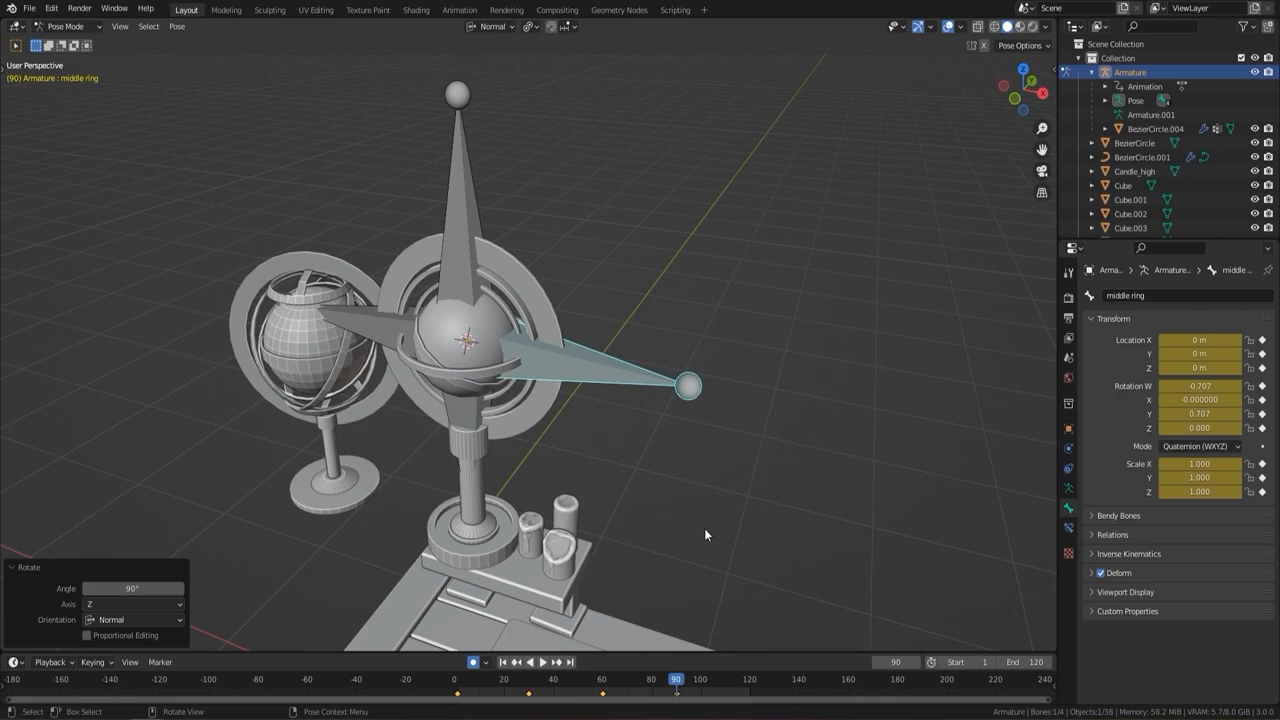 File Edit Render Window Help Layout Modeling Sculpting UV Editing Texture Paint Shading Animation Rendering Compositing Geometry Nodes Scripting + Scene ViewLayer
Pose Mode View Select Pose Normal
X Pose Options
User Perspective
(90) Armature : middle ring
Z
Y
X
Scene Collection
Collection
Armature
Animation
Pose 4
Armature.001
BezierCircle.004
BezierCircle
BezierCircle.001
Candle_high
Cube
Cube.001
Cube.002
Cube.003
Arma... Armature... middle ...
middle ring
Transform
Location X 0 m
Y 0 m
Z 0 m
Rotation W -0.707
X -0.000000
Y 0.707
Z 0.000
Mode Quaternion (WXYZ)
Scale X 1.000
Y 1.000
Z 1.000
Bendy Bones
Relations
Inverse Kinematics
Deform
Viewport Display
Custom Properties
Rotate
Angle 90°
Axis Z
Orientation Normal
Proportional Editing
Playback Keying View Marker 90 Start 1 End 120
-180 -160 -140 -120 -100 -80 -60 -40 -20 0 20 40 60 80 90 100 120 140 160 180 200 220 240
Select Box Select Rotate View Pose Context Menu Armature | Bones:1/4 | Objects:1/38 | Memory: 58.2 MiB | VRAM: 5.7/8.0 GiB | 3.0.0